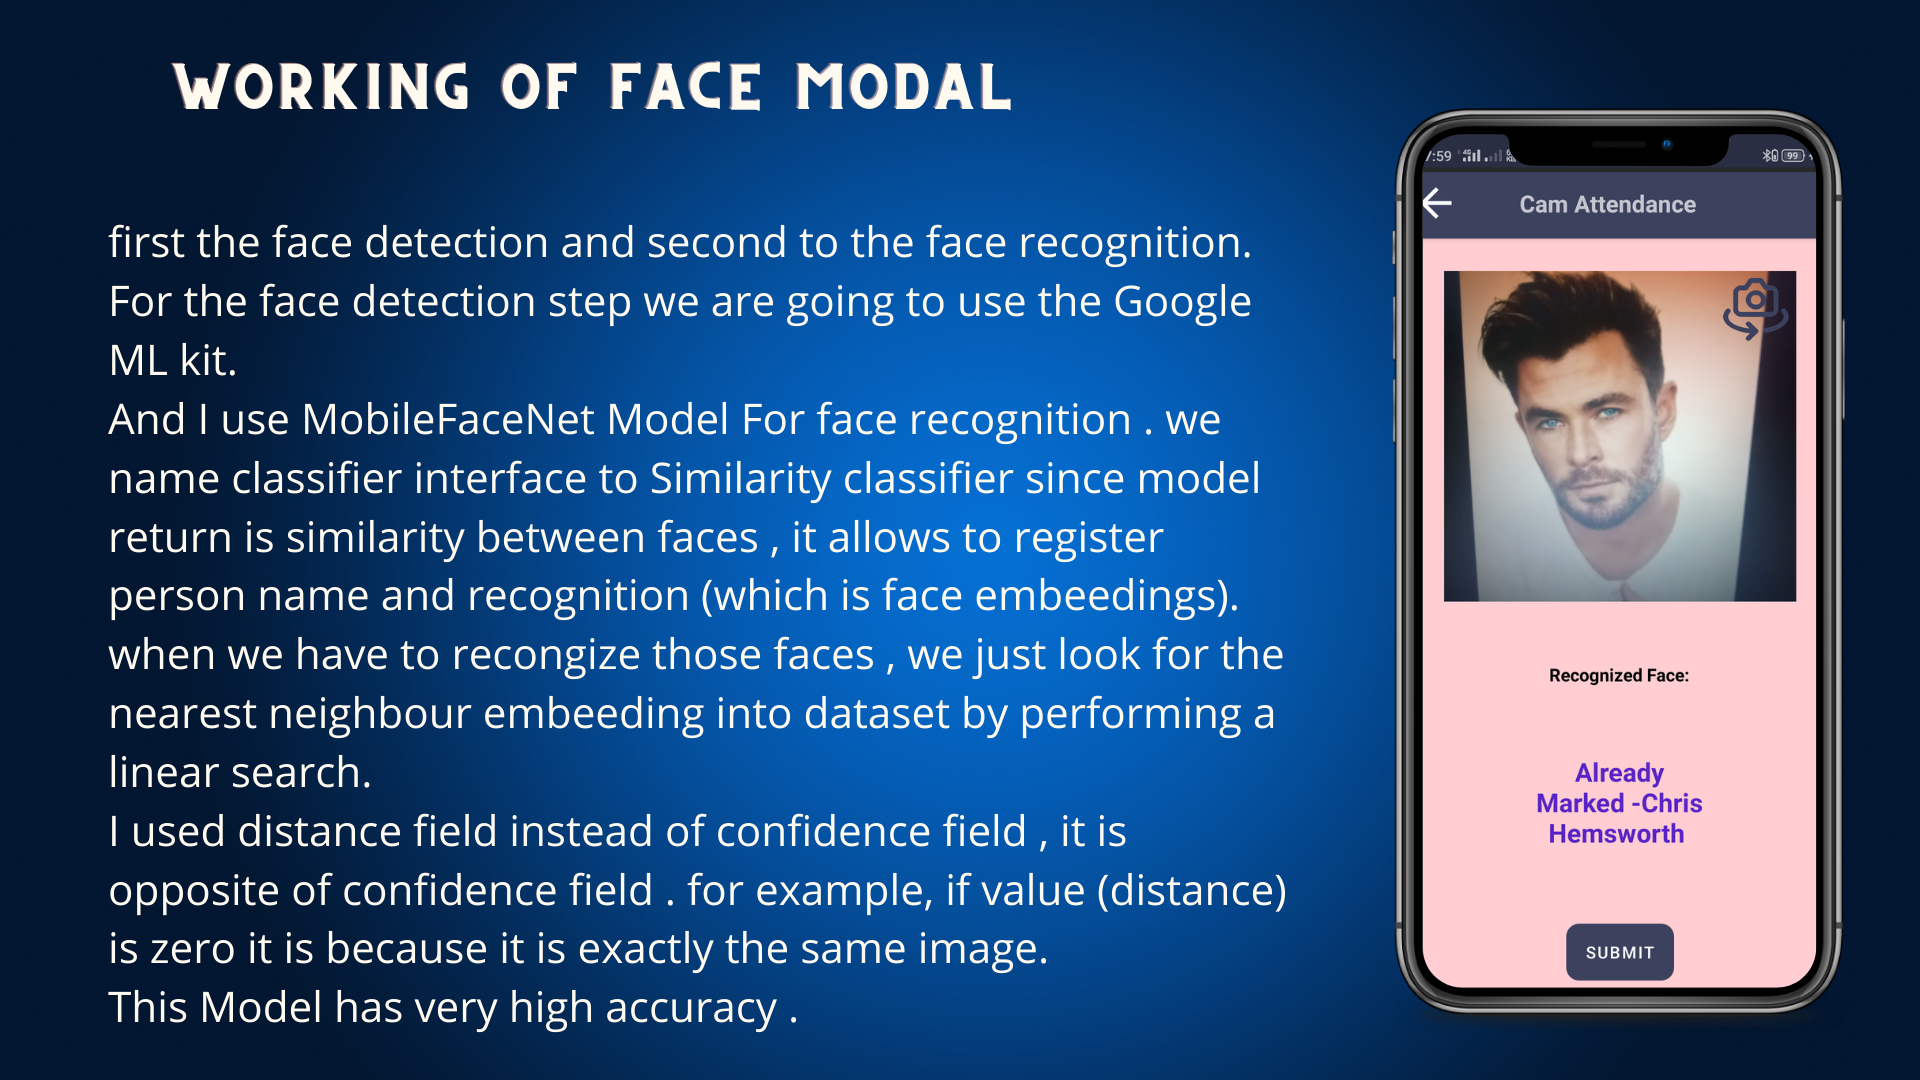 WORKING OF FACE MODAL
first the face detection and second to the face recognition.
For the face detection step we are going to use the Google
ML kit.
And I use MobileFaceNet Model For face recognition . we
name classifier interface to Similarity classifier since model
return is similarity between faces , it allows to register
person name and recognition (which is face embeedings).
when we have to recongize those faces , we just look for the
nearest neighbour embeeding into dataset by performing a
linear search.
I used distance field instead of confidence field , it is
opposite of confidence field . for example, if value (distance)
is zero it is because it is exactly the same image.
This Model has very high accuracy .
7:59 4G 99
Cam Attendance
Recognized Face:
Already
Marked -Chris
Hemsworth
SUBMIT